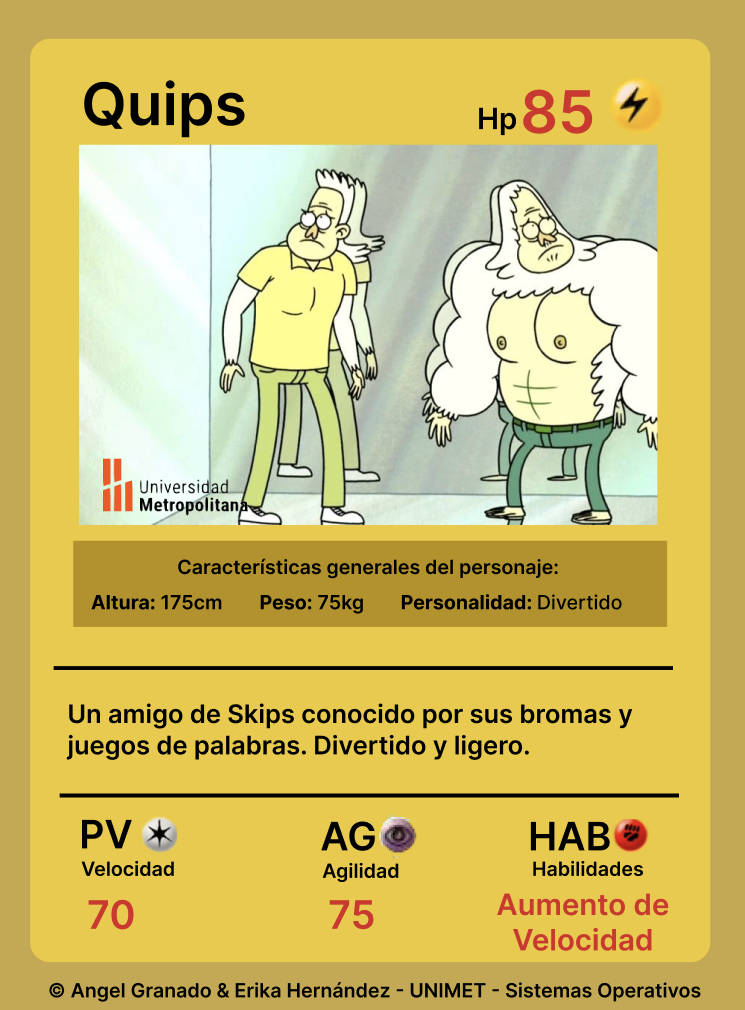 Quips
Hp 85
Universidad
Metropolitana
Características generales del personaje:
Altura: 175cm Peso: 75kg Personalidad: Divertido
Un amigo de Skips conocido por sus bromas y
juegos de palabras. Divertido y ligero.
PV AG HAB
Velocidad Agilidad Habilidades
70 75 Aumento de
Velocidad
© Angel Granado & Erika Hernández - UNIMET - Sistemas Operativos